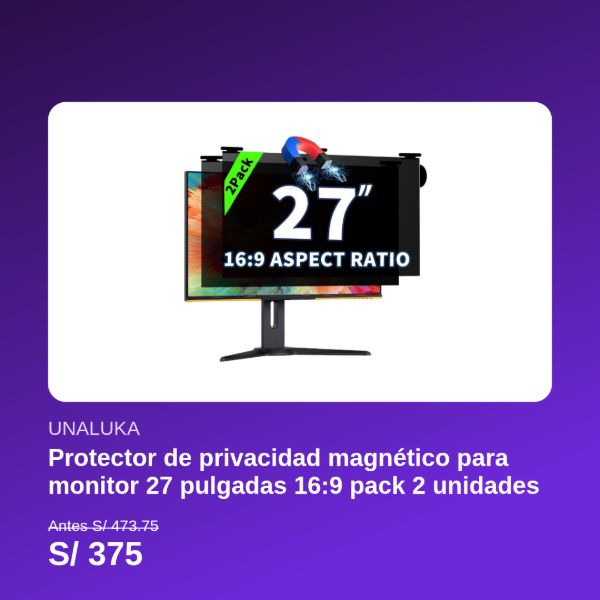 2Pack
27"
16:9 ASPECT RATIO
UNALUKA
Protector de privacidad magnético para
monitor 27 pulgadas 16:9 pack 2 unidades
Antes S/ 473.75
S/ 375